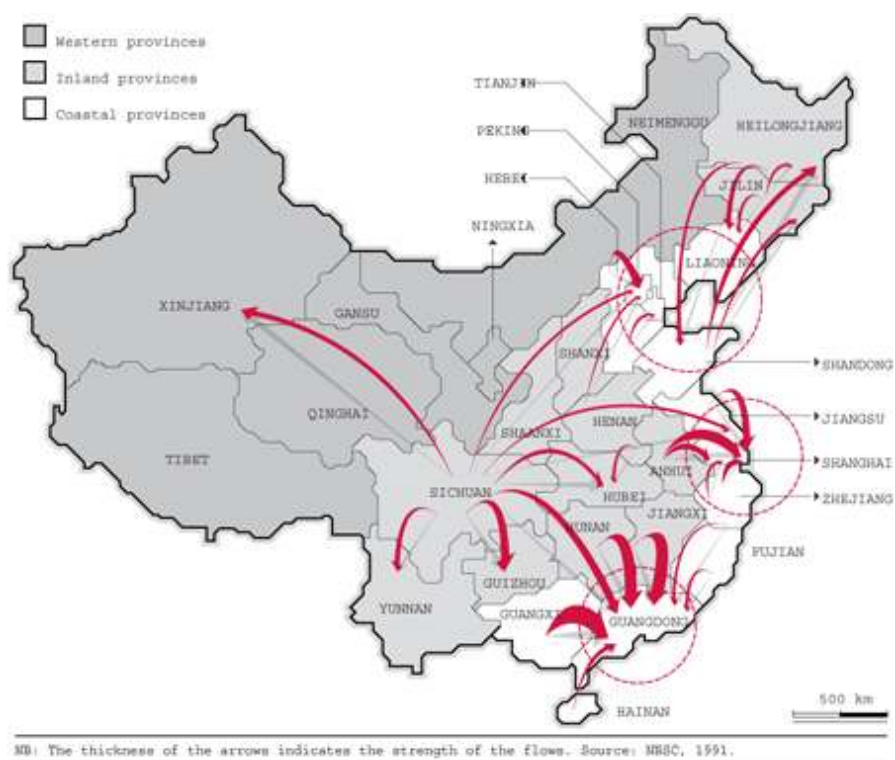 Western provinces
Inland provinces
Coastal provinces
TIANJIN
PEKING
HEBEI
NINGXIA
NEIMENGGU
HEILONGJIANG
JILIN
LIAONING
XINJIANG
GANSU
SHANXI
SHANDONG
QINGHAI
JIANGSU
HENAN
SHAANXI
TIBET
ANHUI
SHANGHAI
SICHUAN
HUBEI
ZHEJIANG
JIANGXI
HUNAN
FUJIAN
GUIZHOU
YUNNAN
GUANGXI
GUANGDONG
500 km
HAINAN
NB: The thickness of the arrows indicates the strength of the flows. Source: NBSC, 1991.